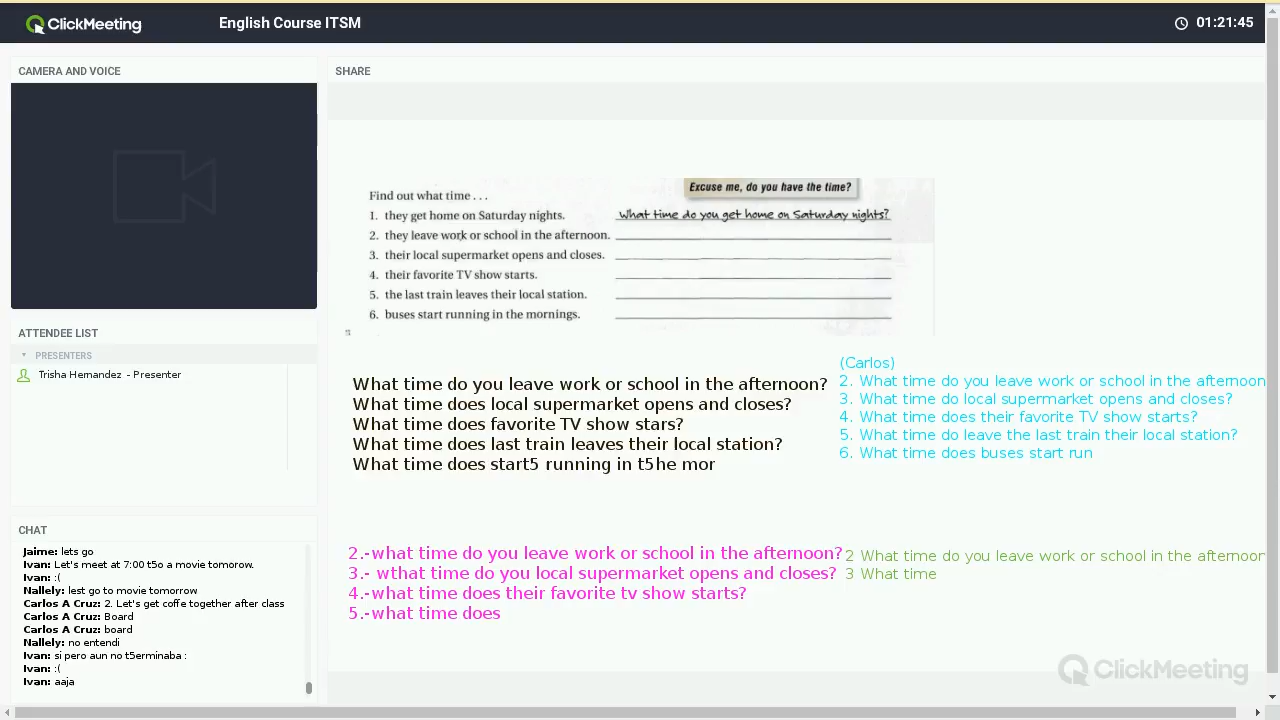 ClickMeeting
English Course ITSM
01:21:45
CAMERA AND VOICE
SHARE
Excuse me, do you have the time?
Find out what time . . .
1. they get home on Saturday nights.
What time do you get home on Saturday nights?
2. they leave work or school in the afternoon.
3. their local supermarket opens and closes.
4. their favorite TV show starts.
5. the last train leaves their local station.
6. buses start running in the mornings.
ATTENDEE LIST
PRESENTERS
Trisha Hernandez - Presenter
What time do you leave work or school in the afternoon?
What time does local supermarket opens and closes?
What time does favorite TV show stars?
What time does last train leaves their local station?
What time does start5 running in t5he mor
(Carlos)
2. What time do you leave work or school in the afternoon
3. What time do local supermarket opens and closes?
4. What time does their favorite TV show starts?
5. What time do leave the last train their local station?
6. What time does buses start run
2.-what time do you leave work or school in the afternoon?
3.- wthat time do you local supermarket opens and closes?
4.-what time does their favorite tv show starts?
5.-what time does
2 What time do you leave work or school in the afternoon
3 What time
CHAT
Jaime: lets go
Ivan: Let's meet at 7:00 t5o a movie tomorow.
Ivan: :(
Nallely: lest go to movie tomorrow
Carlos A Cruz: 2. Let's get coffe together after class
Carlos A Cruz: Board
Carlos A Cruz: board
Nallely: no entendi
Ivan: si pero aun no t5erminaba :
Ivan: :(
Ivan: aaja
ClickMeeting